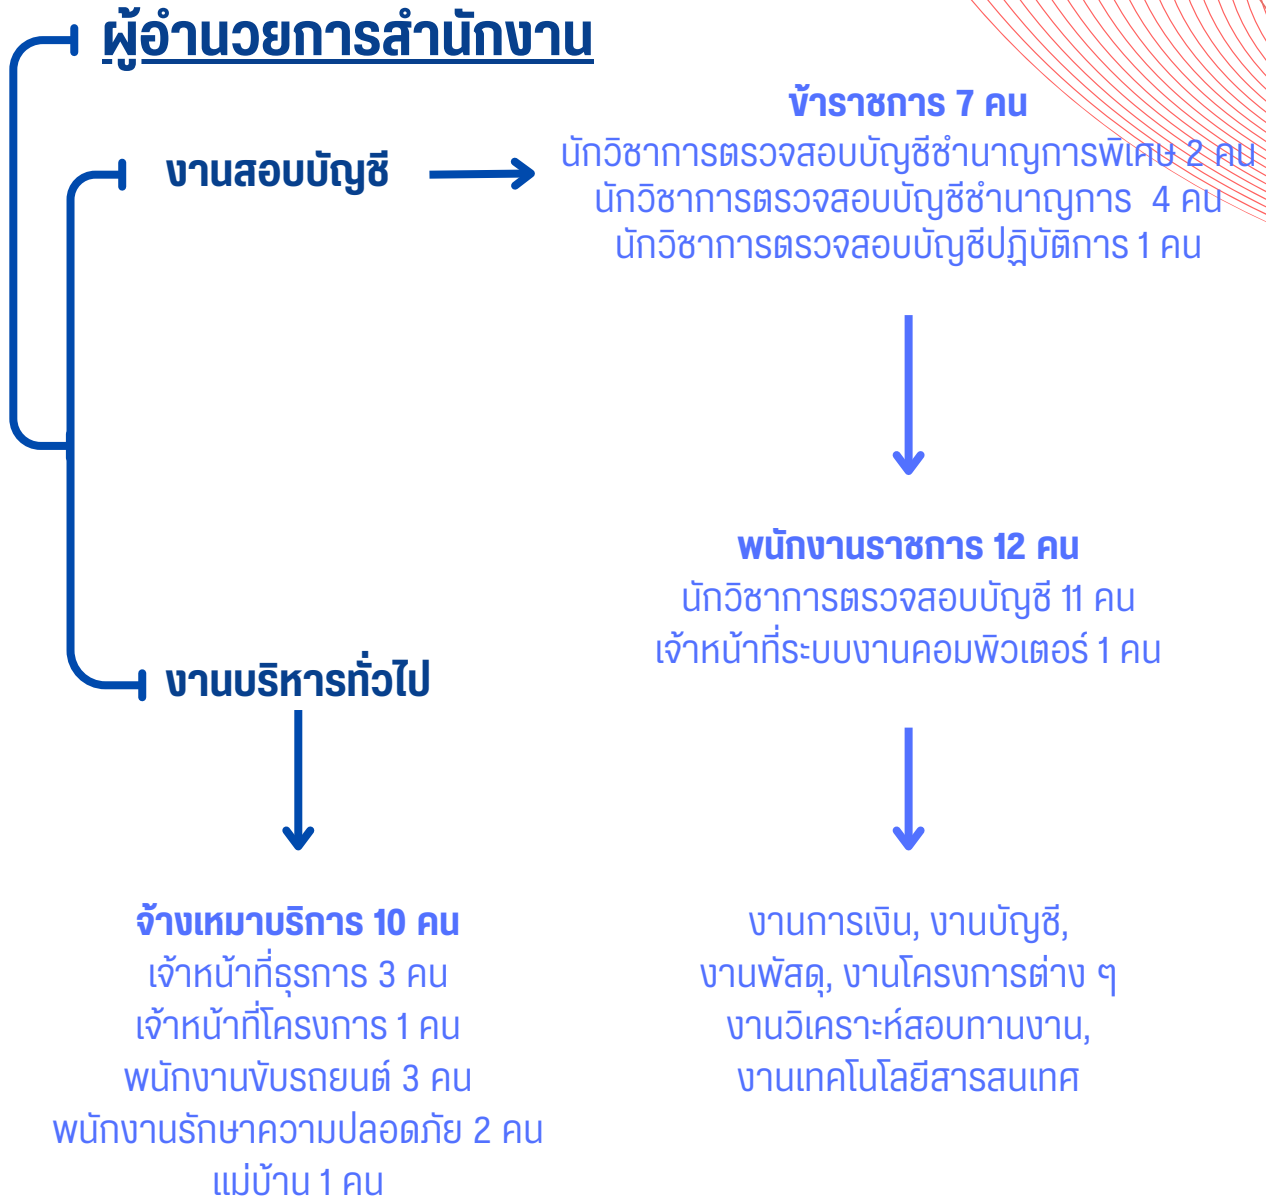 ผู้อำนวยการสำนักงาน
งานสอบบัญชี
ข้าราชการ 7 คน
นักวิชาการตรวจสอบบัญชีชำนาญการพิเศษ 2 คน
นักวิชาการตรวจสอบบัญชีชำนาญการ 4 คน
นักวิชาการตรวจสอบบัญชีปฏิบัติการ 1 คน
พนักงานราชการ 12 คน
นักวิชาการตรวจสอบบัญชี 11 คน
เจ้าหน้าที่ระบบงานคอมพิวเตอร์ 1 คน
งานบริหารทั่วไป
จ้างเหมาบริการ 10 คน
เจ้าหน้าที่ธุรการ 3 คน
เจ้าหน้าที่โครงการ 1 คน
พนักงานขับรถยนต์ 3 คน
พนักงานรักษาความปลอดภัย 2 คน
แม่บ้าน 1 คน
งานการเงิน, งานบัญชี,
งานพัสดุ, งานโครงการต่าง ๆ
งานวิเคราะห์สอบทานงาน,
งานเทคโนโลยีสารสนเทศ